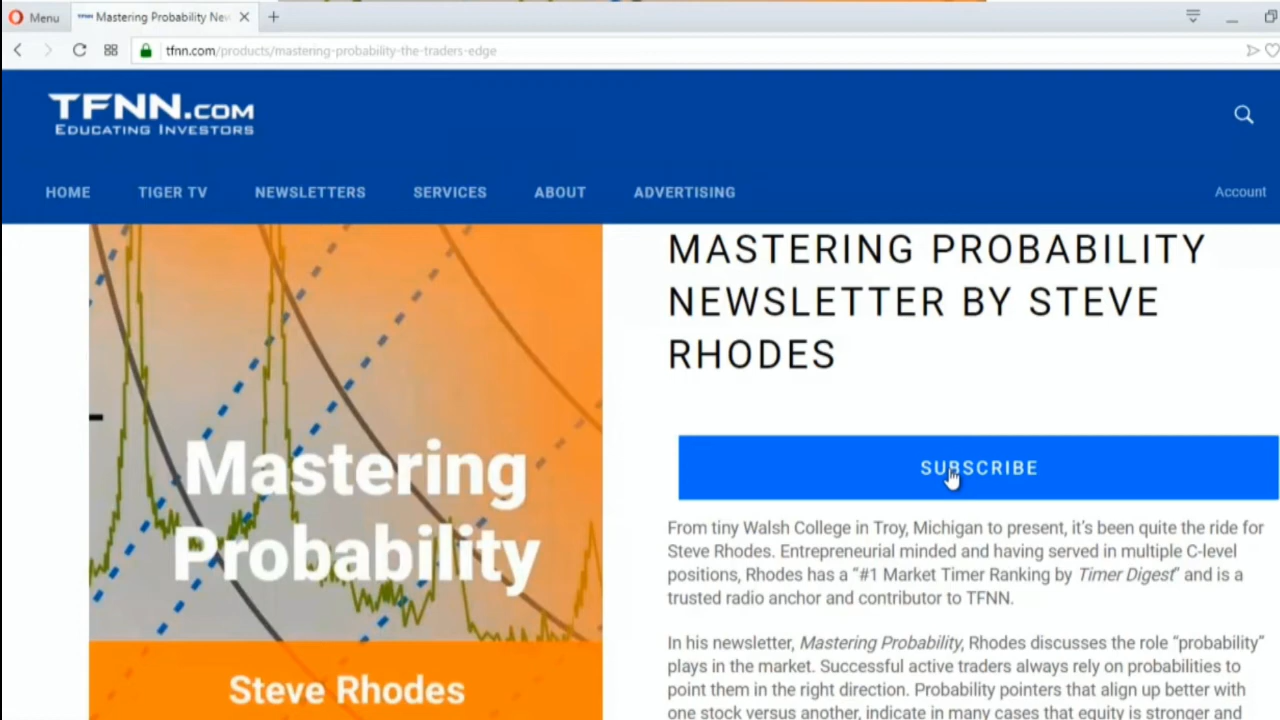 Menu
Mastering Probability New
tfnn.com/products/mastering-probability-the-traders-edge
TFNN.COM
EDUCATING INVESTORS
HOME
TIGER TV
NEWSLETTERS
SERVICES
ABOUT
ADVERTISING
Account
MASTERING PROBABILITY
NEWSLETTER BY STEVE
RHODES
SUBSCRIBE
Mastering
Probability
Steve Rhodes
From tiny Walsh College in Troy, Michigan to present, it's been quite the ride for
Steve Rhodes. Entrepreneurial minded and having served in multiple C-level
positions, Rhodes has a “#1 Market Timer Ranking by Timer Digest” and is a
trusted radio anchor and contributor to TFNN.
In his newsletter, Mastering Probability, Rhodes discusses the role “probability”
plays in the market. Successful active traders always rely on probabilities to
point them in the right direction. Probability pointers that align up better with
one stock versus another, indicate in many cases that equity is stronger and